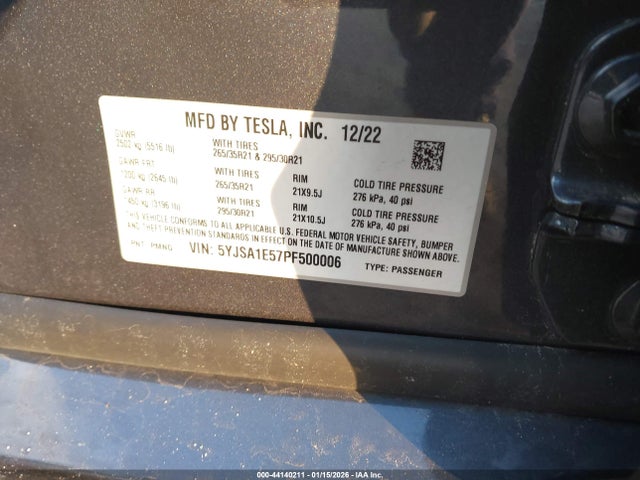 MFD BY TESLA, INC. 12/22
GVWR
2502 kg (5516 lb)
WITH TIRES
265/35R21 & 295/30R21
GAWR FRT
1200 kg (2645 lb)
WITH TIRES
265/35R21
RIM
21X9.5J
COLD TIRE PRESSURE
276 kPa, 40 psi
GAWR RR
1450 kg (3196 lb)
WITH TIRES
295/30R21
RIM
21X10.5J
COLD TIRE PRESSURE
276 kPa, 40 psi
THIS VEHICLE CONFORMS TO ALL APPLICABLE U.S. FEDERAL MOTOR VEHICLE SAFETY, BUMPER
AND THEFT PREVENTION STANDARDS IN EFFECT ON THE DATE OF MANUFACTURE SHOWN ABOVE.
PNT: PMNG
VIN: 5YJSA1E57PF500006
TYPE: PASSENGER
000-44140211 - 01/15/2026 - IAAI.COM